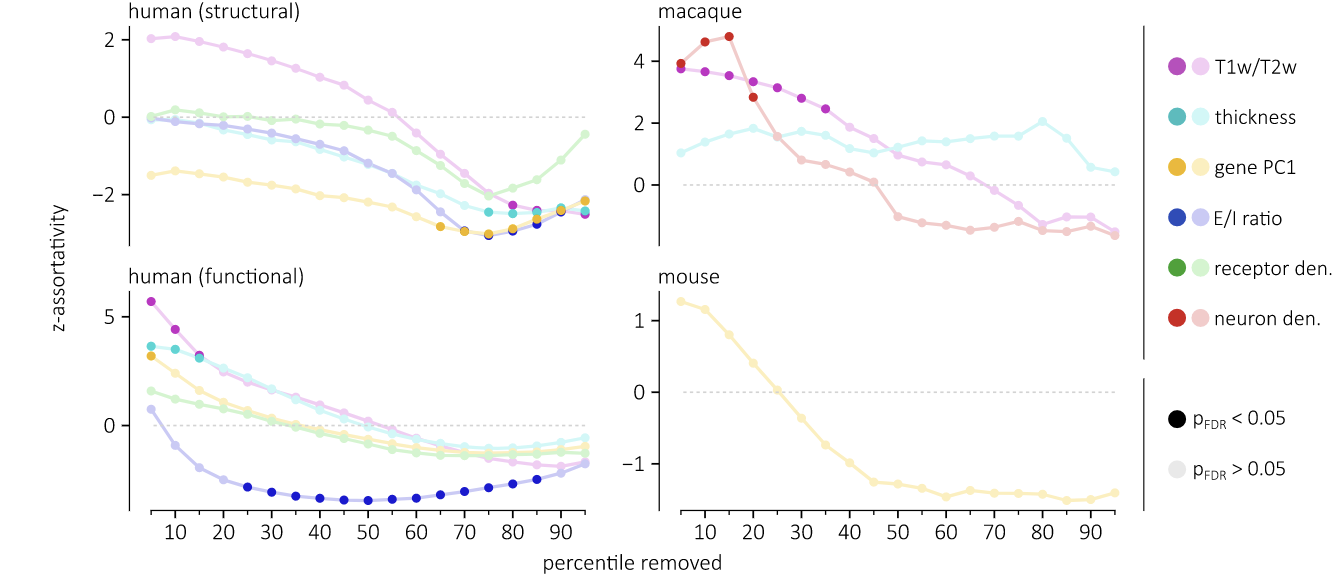 human (structural)
2
0
−2
macaque
4
2
0
z-assortativity
human (functional)
5
0
10 20 30 40 50 60 70 80 90
mouse
1
0
−1
10 20 30 40 50 60 70 80 90
percentile removed
T1w/T2w
thickness
gene PC1
E/I ratio
receptor den.
neuron den.
pFDR < 0.05
pFDR > 0.05